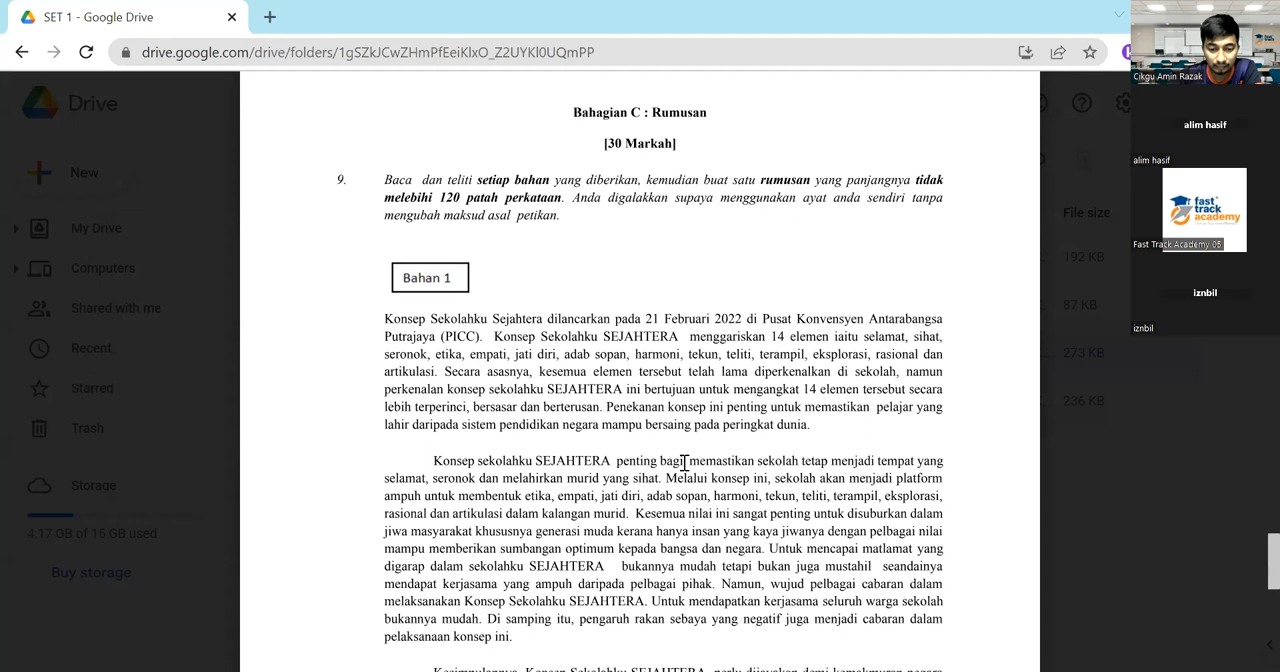 SET 1 - Google Drive
drive.google.com/drive/folders/1gSZkJCwZHmPfEeiKlxO_Z2UYKl0UQmPP
Drive
New
My Drive
Computers
Shared with me
Recent
Starred
Trash
Storage
4.17 GB of 15 GB used
Buy storage
Bahagian C : Rumusan
[30 Markah]
9. Baca dan teliti setiap bahan yang diberikan, kemudian buat satu rumusan yang panjangnya tidak
melebihi 120 patah perkataan. Anda digalakkan supaya menggunakan ayat anda sendiri tanpa
mengubah maksud asal petikan.
Bahan 1
Konsep Sekolahku Sejahtera dilancarkan pada 21 Februari 2022 di Pusat Konvensyen Antarabangsa
Putrajaya (PICC). Konsep Sekolahku SEJAHTERA menggariskan 14 elemen iaitu selamat, sihat,
seronok, etika, empati, jati diri, adab sopan, harmoni, tekun, teliti, terampil, eksplorasi, rasional dan
artikulasi. Secara asasnya, kesemua elemen tersebut telah lama diperkenalkan di sekolah, namun
perkenalan konsep sekolahku SEJAHTERA ini bertujuan untuk mengangkat 14 elemen tersebut secara
lebih terperinci, bersasar dan berterusan. Penekanan konsep ini penting untuk memastikan pelajar yang
lahir daripada sistem pendidikan negara mampu bersaing pada peringkat dunia.
Konsep sekolahku SEJAHTERA penting bagi memastikan sekolah tetap menjadi tempat yang
selamat, seronok dan melahirkan murid yang sihat. Melalui konsep ini, sekolah akan menjadi platform
ampuh untuk membentuk etika, empati, jati diri, adab sopan, harmoni, tekun, teliti, terampil, eksplorasi,
rasional dan artikulasi dalam kalangan murid. Kesemua nilai ini sangat penting untuk disuburkan dalam
jiwa masyarakat khususnya generasi muda kerana hanya insan yang kaya jiwanya dengan pelbagai nilai
mampu memberikan sumbangan optimum kepada bangsa dan negara. Untuk mencapai matlamat yang
digarap dalam sekolahku SEJAHTERA bukannya mudah tetapi bukan juga mustahil seandainya
mendapat kerjasama yang ampuh daripada pelbagai pihak. Namun, wujud pelbagai cabaran dalam
melaksanakan Konsep Sekolahku SEJAHTERA. Untuk mendapatkan kerjasama seluruh warga sekolah
bukannya mudah. Di samping itu, pengaruh rakan sebaya yang negatif juga menjadi cabaran dalam
pelaksanaan konsep ini.
Kesimpulannya, Konsep Sekolahku SEJAHTERA perlu dijayakan demi kemakmuran negara
File size
192 KB
87 KB
273 KB
236 KB
Cikgu Amin Razak
alim hasif
alim hasif
fast
track
academy
Fast Track Academy 05
iznbil
iznbil